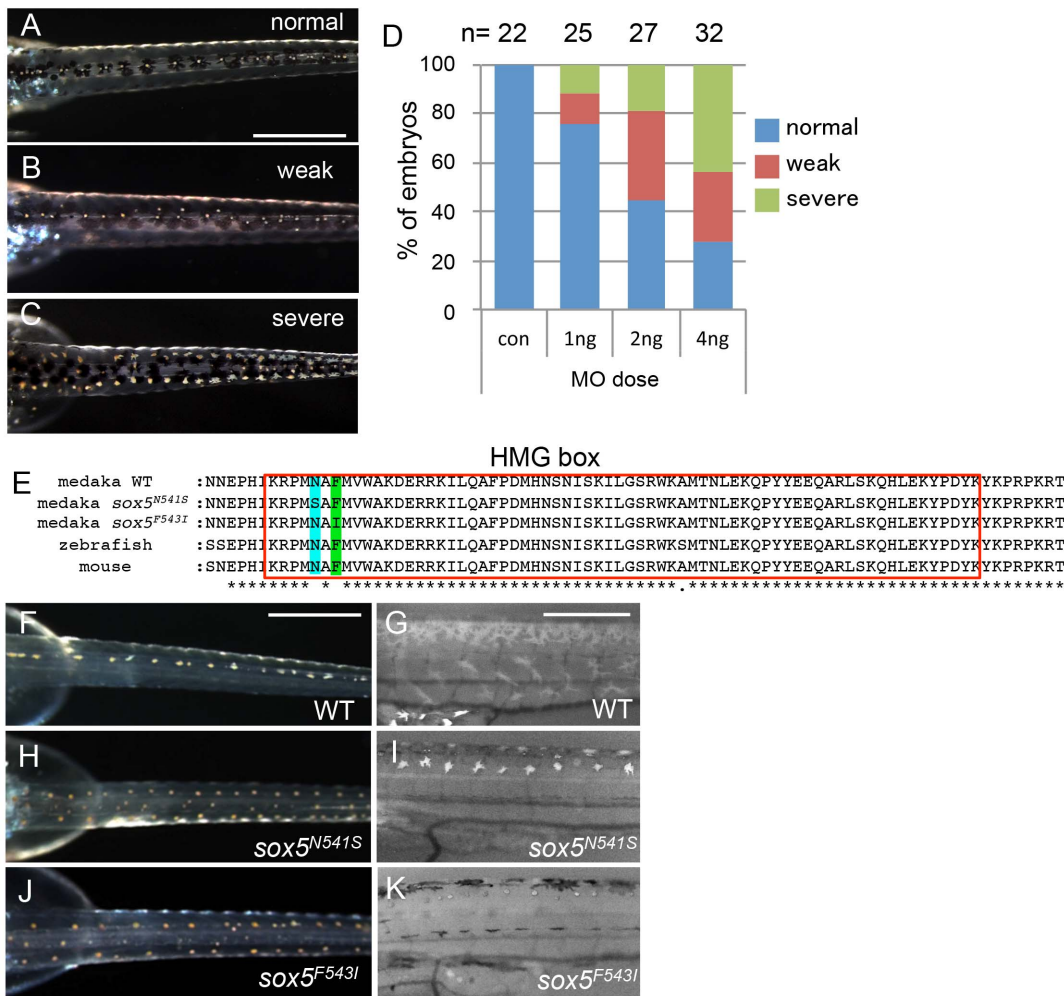 A
normal
B
weak
C
severe
D
n= 22 25 27 32
100
80
60
40
20
0
% of embryos
con 1ng 2ng 4ng
MO dose
normal
weak
severe
E
HMG box
medaka WT :NNEPHIKRPMNAFMVWAKDERRKILQAFPDMHNSNISKILGSRWKAMTNLEKQPYYEEQARLSKQHLEKYPDYKYKPRPKRT
medaka sox5N541S :NNEPHIKRPMSAFMVWAKDERRKILQAFPDMHNSNISKILGSRWKAMTNLEKQPYYEEQARLSKQHLEKYPDYKYKPRPKRT
medaka sox5F543I :NNEPHIKRPMNAIMVWAKDERRKILQAFPDMHNSNISKILGSRWKAMTNLEKQPYYEEQARLSKQHLEKYPDYKYKPRPKRT
zebrafish :SSEPHIKRPMNAFMVWAKDERRKILQAFPDMHNSNISKILGSRWKSMTNLEKQPYYEEQARLSKQHLEKYPDYKYKPRPKRT
mouse :SNEPHIKRPMNAFMVWAKDERRKILQAFPDMHNSNISKILGSRWKSMTNLEKQPYYEEQARLSKQHLEKYPDYKYKPRPKRT
******** * ********************************.**************************************
F
WT
G
WT
H
sox5N541S
I
sox5N541S
J
sox5F543I
K
sox5F543I